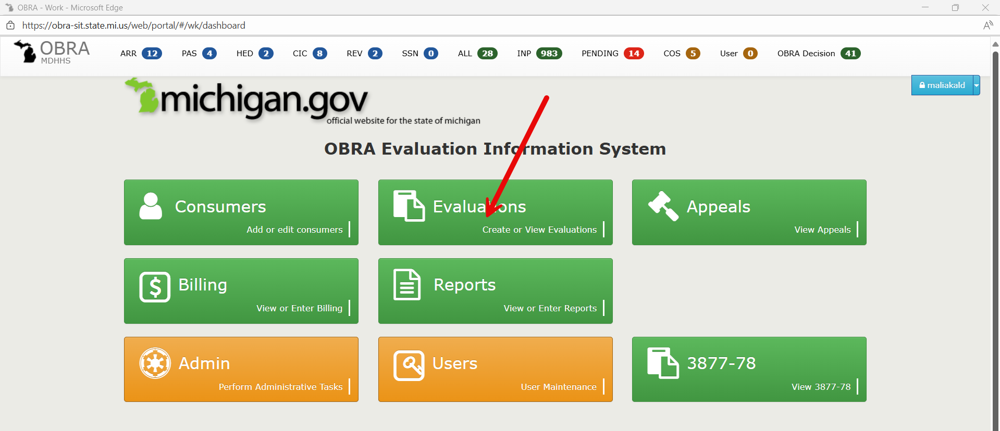 OBRA - Work - Microsoft Edge
https://obra-sit.state.mi.us/web/portal/#/wk/dashboard
OBRA
MDHHS
ARR 12 PAS 4 HED 2 CIC 8 REV 2 SSN 0 ALL 28 INP 983 PENDING 14 COS 5 User 0 OBRA Decision 41
maliakald
michigan.gov
official website for the state of michigan
OBRA Evaluation Information System
Consumers
Add or edit consumers
Evaluations
Create or View Evaluations
Appeals
View Appeals
Billing
View or Enter Billing
Reports
View or Enter Reports
Admin
Perform Administrative Tasks
Users
User Maintenance
3877-78
View 3877-78